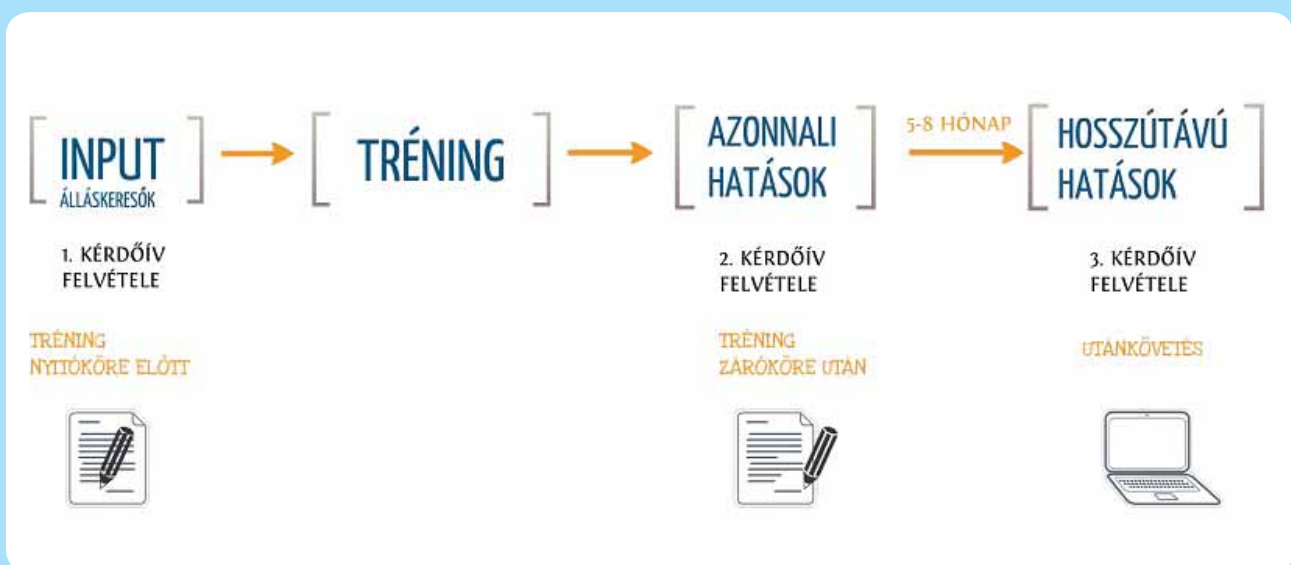 INPUT
ÁLLÁSKERESŐK
TRÉNING
AZONNALI
HATÁSOK
5-8 HÓNAP
HOSSZÚTÁVÚ
HATÁSOK
1. KÉRDŐÍV
FELVÉTELE
2. KÉRDŐÍV
FELVÉTELE
3. KÉRDŐÍV
FELVÉTELE
TRÉNING
NYITÓKÖRE ELŐTT
TRÉNING
ZÁRÓKÖRE UTÁN
UTÁNKÖVETÉS